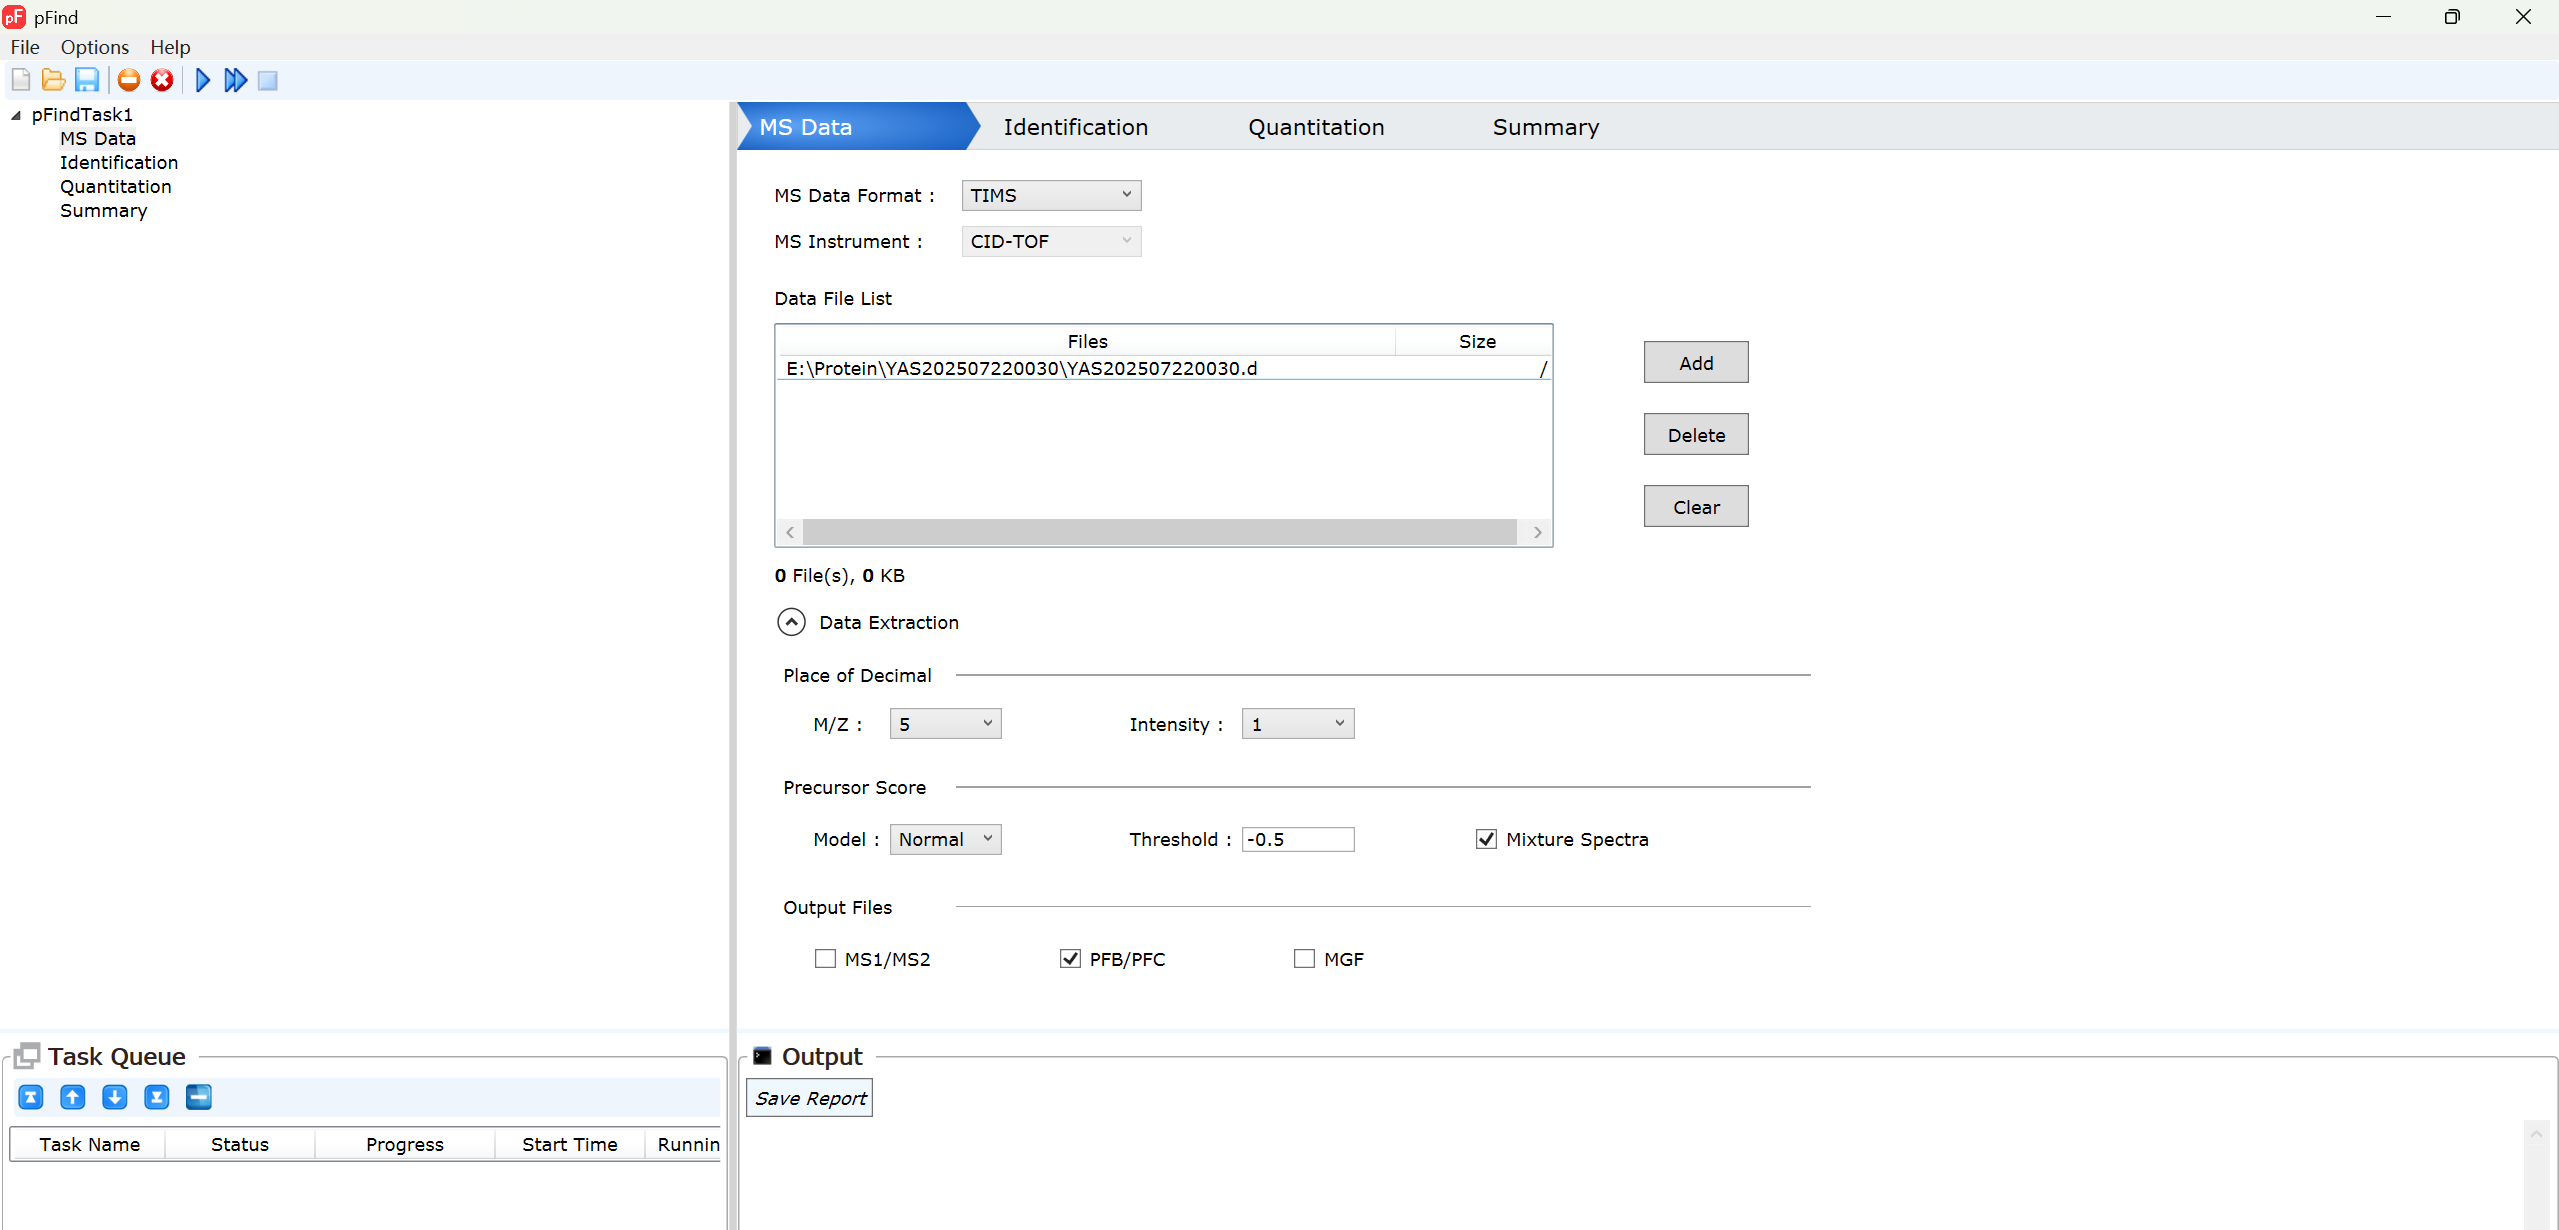 pFind
File Options Help
pFindTask1
MS Data
Identification
Quantitation
Summary
MS Data Identification Quantitation Summary
MS Data Format : TIMS
MS Instrument : CID-TOF
Data File List
Files Size
E:\Protein\YAS202507220030\YAS202507220030.d /
Add
Delete
Clear
0 File(s), 0 KB
Data Extraction
Place of Decimal
M/Z : 5 Intensity : 1
Precursor Score
Model : Normal Threshold : -0.5 Mixture Spectra
Output Files
MS1/MS2 PFB/PFC MGF
Task Queue
Task Name Status Progress Start Time Runnin
Output
Save Report